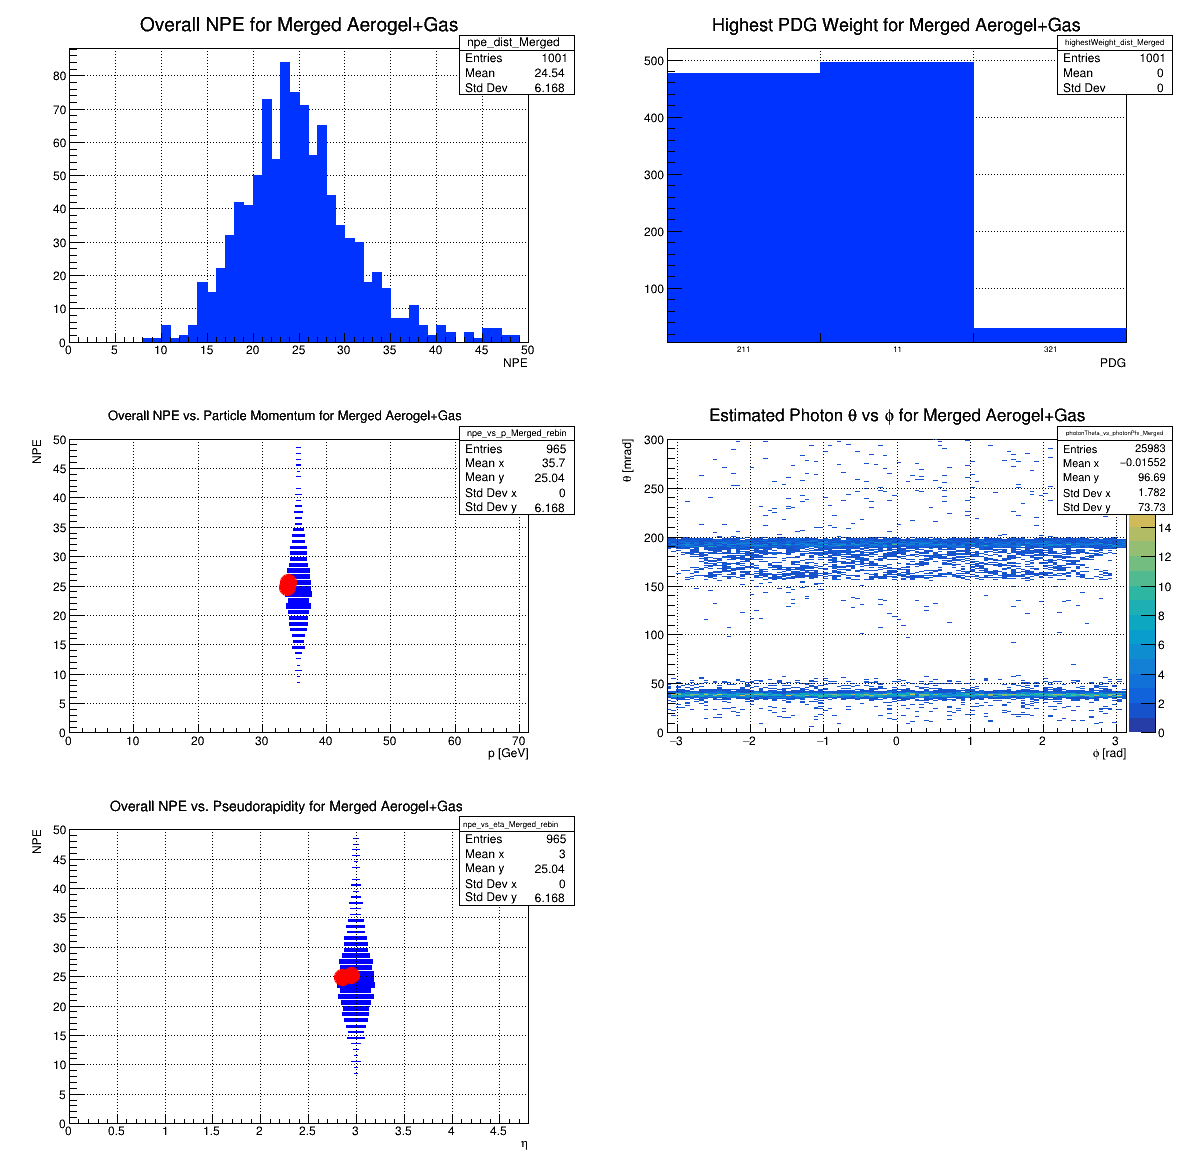 Overall NPE for Merged Aerogel+Gas
npe_dist_Merged
Entries 1001
Mean 24.54
Std Dev 6.168
80
70
60
50
40
30
20
10
0
0 5 10 15 20 25 30 35 40 45 50
NPE
Highest PDG Weight for Merged Aerogel+Gas
highestWeight_dist_Merged
Entries 1001
Mean 0
Std Dev 0
500
400
300
200
100
211 11 321
PDG
Overall NPE vs. Particle Momentum for Merged Aerogel+Gas
npe_vs_p_Merged_rebin
Entries 965
Mean x 35.7
Mean y 25.04
Std Dev x 0
Std Dev y 6.168
NPE
50
45
40
35
30
25
20
15
10
5
0
0 10 20 30 40 50 60 70
p [GeV]
Estimated Photon θ vs ϕ for Merged Aerogel+Gas
photonTheta_vs_photonPhi_Merged
Entries 25983
Mean x −0.01552
Mean y 96.69
Std Dev x 1.782
Std Dev y 73.73
θ [mrad]
300
250
200
150
100
50
0
−3 −2 −1 0 1 2 3
ϕ [rad]
14
12
10
8
6
4
2
0
Overall NPE vs. Pseudorapidity for Merged Aerogel+Gas
npe_vs_eta_Merged_rebin
Entries 965
Mean x 3
Mean y 25.04
Std Dev x 0
Std Dev y 6.168
NPE
50
45
40
35
30
25
20
15
10
5
0
0 0.5 1 1.5 2 2.5 3 3.5 4 4.5
η